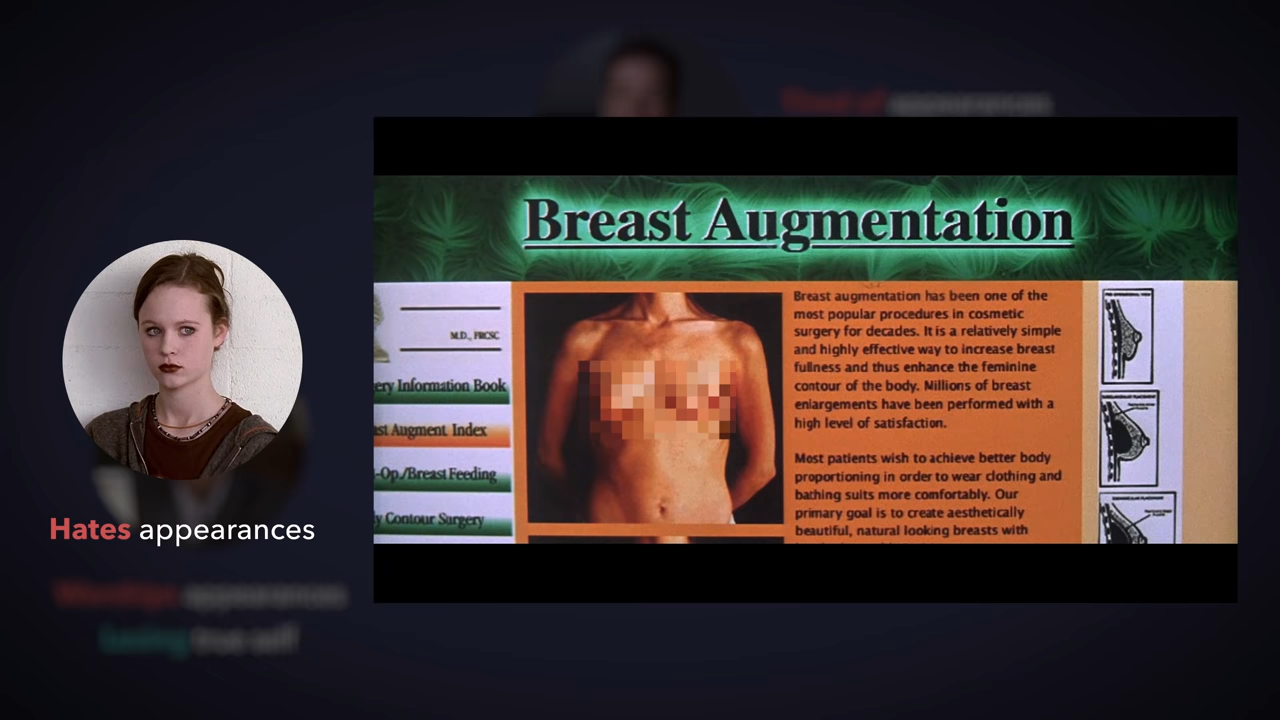 Breast Augmentation
M.D., FRCSC
ery Information Book
ast Augment. Index
-Op./Breast Feeding
y Contour Surgery
Breast augmentation has been one of the
most popular procedures in cosmetic
surgery for decades. It is a relatively simple
and highly effective way to increase breast
fullness and thus enhance the feminine
contour of the body. Millions of breast
enlargements have been performed with a
high level of satisfaction.
Most patients wish to achieve better body
proportioning in order to wear clothing and
bathing suits more comfortably. Our
primary goal is to create aesthetically
beautiful, natural looking breasts with
Hates appearances
appearances
appearances
true self